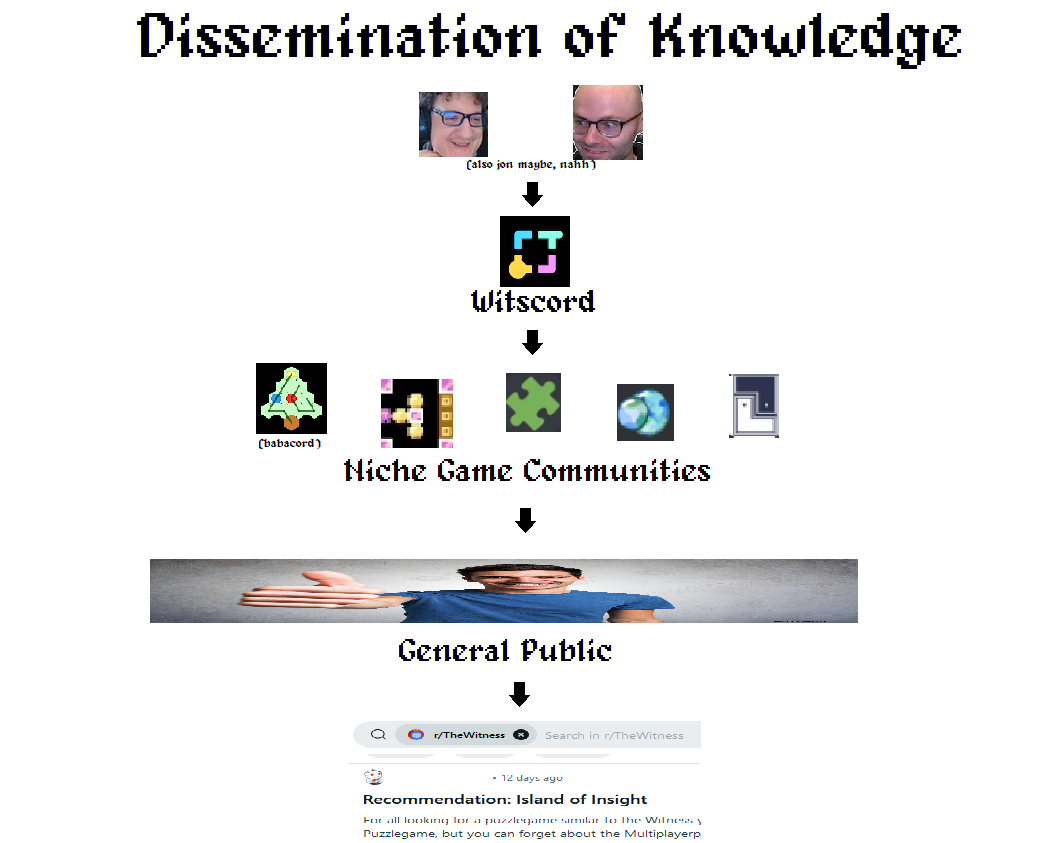 Dissemination of Knowledge
(also jon maybe, nahh)
Witscord
(babacord)
Niche Game Communities
General Public
r/TheWitness Search in r/TheWitness
• 12 days ago
Recommendation: Island of Insight
For all looking for a puzzlegame similar to the Witness y
Puzzlegame, but you can forget about the Multiplayerp